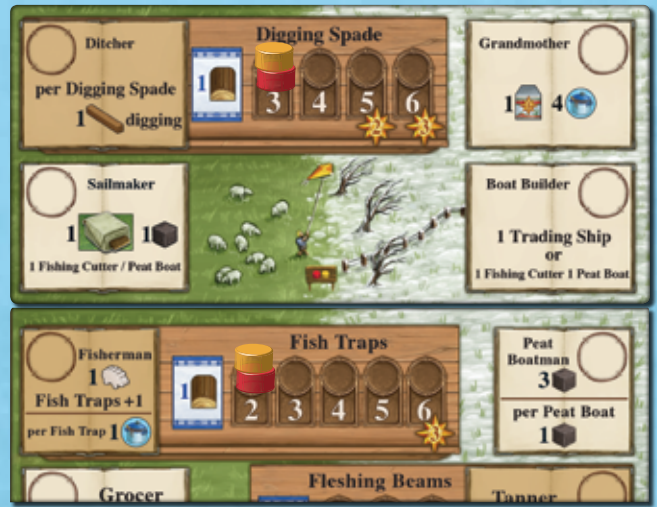 Ditcher
per Digging Spade
1 digging
Digging Spade
1
3 4 5 6
2 3
Grandmother
1 4
Sailmaker
1 1
1 Fishing Cutter / Peat Boat
Boat Builder
1 Trading Ship
or
1 Fishing Cutter 1 Peat Boat
Fisherman
1
Fish Traps +1
per Fish Trap 1
Fish Traps
1
2 3 4 5 6
3
Peat
Boatman
3
per Peat Boat
1
Grocer
Fleshing Beams
Tanner